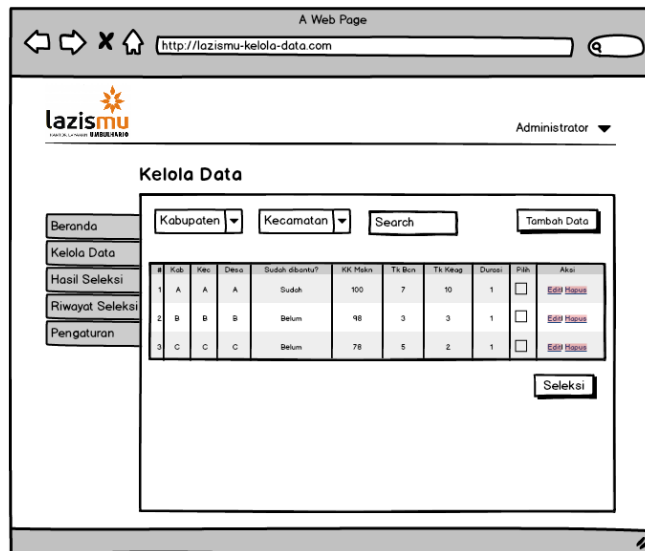 A Web Page
http://lazismu-kelola-data.com
lazismu
KANTOR LAYANAN UMBULHARJO
Administrator
Kelola Data
Kabupaten Kecamatan Search Tambah Data
Beranda
Kelola Data
Hasil Seleksi
Riwayat Seleksi
Pengaturan
# Kab Kec Desa Sudah dibantu? KK Mskn Tk Bcn Tk Keag Durasi Pilih Aksi
1 A A A Sudah 100 7 10 1 Edit Hapus
2 B B B Belum 98 3 3 1 Edit Hapus
3 C C C Belum 78 5 2 1 Edit Hapus
Seleksi